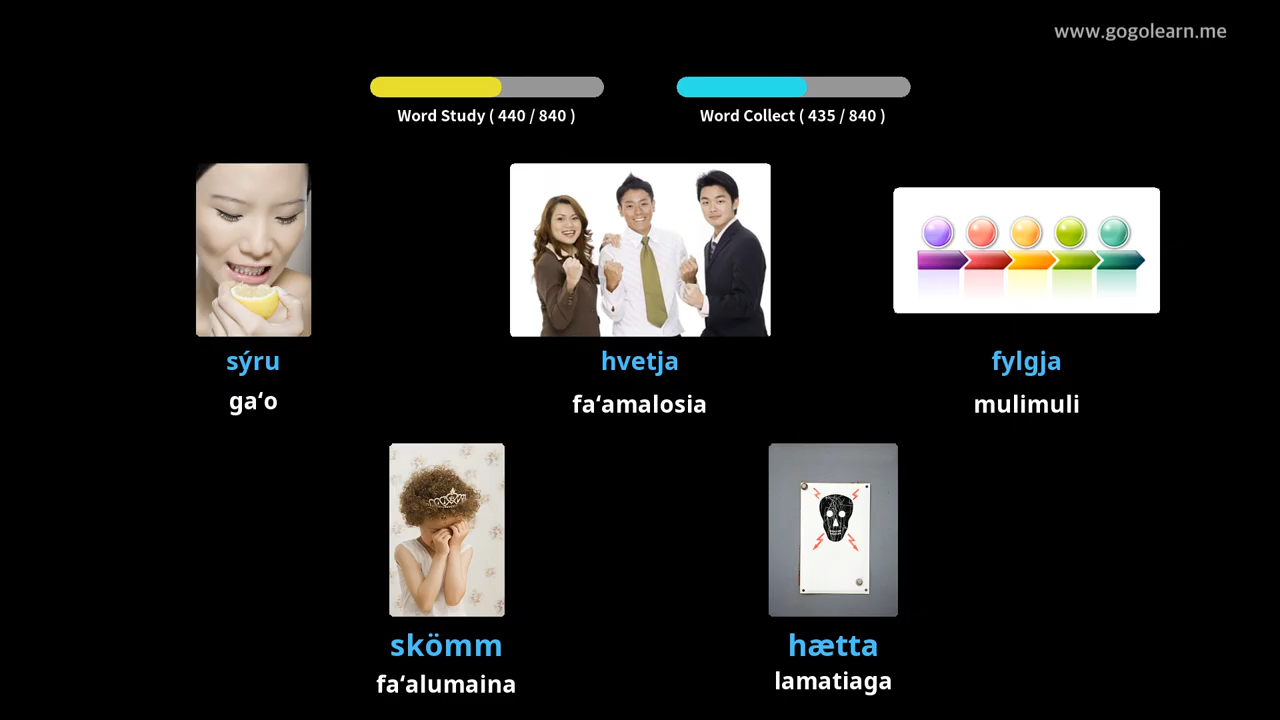 www.gogolearn.me
Word Study ( 440 / 840 )
Word Collect ( 435 / 840 )
sýru
gaʻo
hvetja
faʻamalosia
fylgja
mulimuli
skömm
faʻalumaina
hætta
lamatiaga